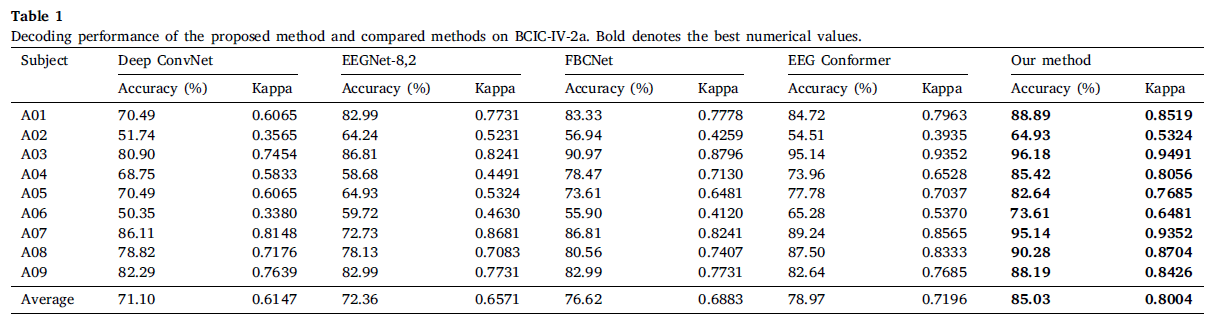 Table 1
Decoding performance of the proposed method and compared methods on BCIC-IV-2a. Bold denotes the best numerical values.
Subject Deep ConvNet EEGNet-8,2 FBCNet EEG Conformer Our method
Accuracy (%) Kappa Accuracy (%) Kappa Accuracy (%) Kappa Accuracy (%) Kappa Accuracy (%) Kappa
A01 70.49 0.6065 82.99 0.7731 83.33 0.7778 84.72 0.7963 88.89 0.8519
A02 51.74 0.3565 64.24 0.5231 56.94 0.4259 54.51 0.3935 64.93 0.5324
A03 80.90 0.7454 86.81 0.8241 90.97 0.8796 95.14 0.9352 96.18 0.9491
A04 68.75 0.5833 58.68 0.4491 78.47 0.7130 73.96 0.6528 85.42 0.8056
A05 70.49 0.6065 64.93 0.5324 73.61 0.6481 77.78 0.7037 82.64 0.7685
A06 50.35 0.3380 59.72 0.4630 55.90 0.4120 65.28 0.5370 73.61 0.6481
A07 86.11 0.8148 72.73 0.8681 86.81 0.8241 89.24 0.8565 95.14 0.9352
A08 78.82 0.7176 78.13 0.7083 80.56 0.7407 87.50 0.8333 90.28 0.8704
A09 82.29 0.7639 82.99 0.7731 82.99 0.7731 82.64 0.7685 88.19 0.8426
Average 71.10 0.6147 72.36 0.6571 76.62 0.6883 78.97 0.7196 85.03 0.8004